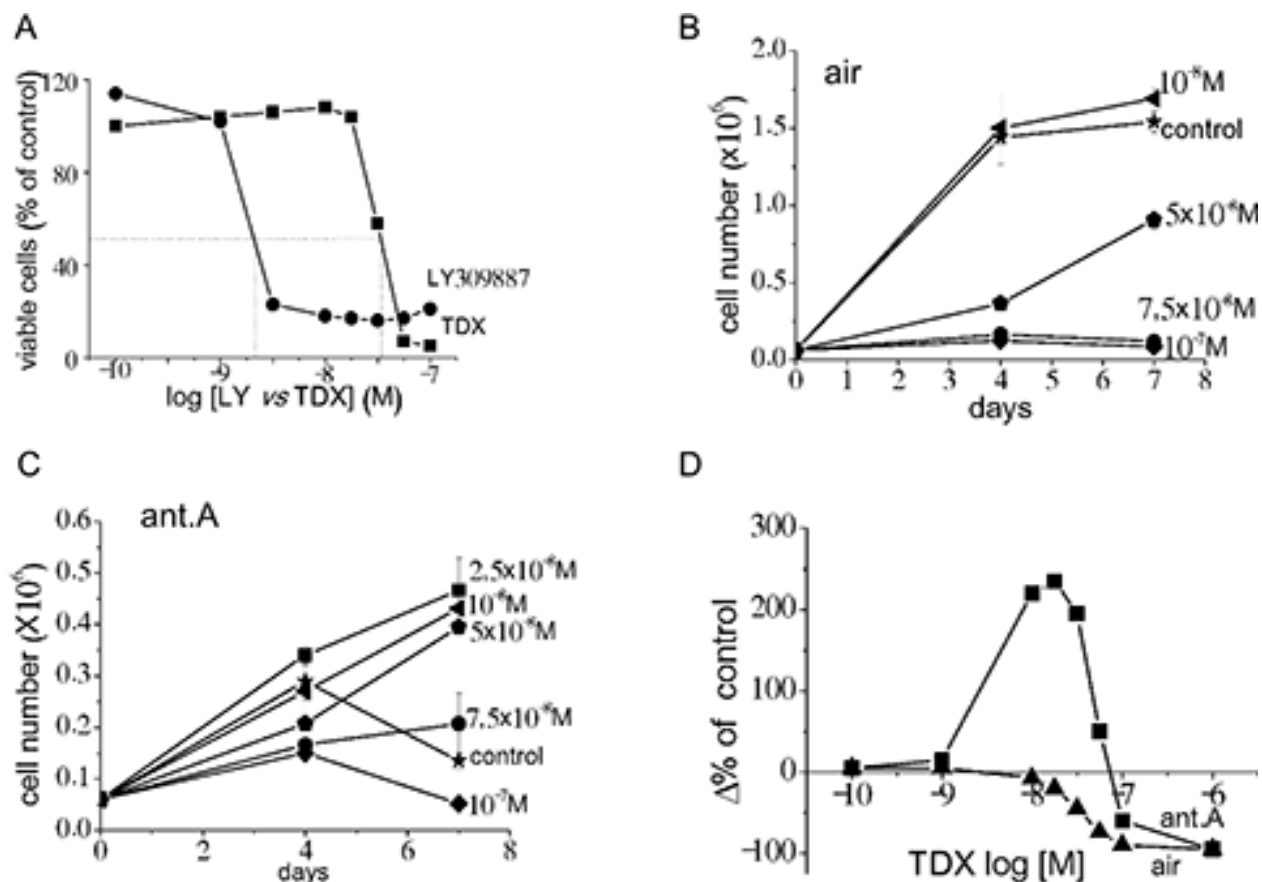 A
viable cells (% of control)
120
80
40
0
LY309887
TDX
-10 -9 -8 -7
log [LY vs TDX] (M)
B
air
cell number (x10⁶)
2.0
1.5
1.0
0.5
0.0
10⁻⁸M
control
5x10⁻⁸M
7,5x10⁻⁸M
10⁻⁷M
0 1 2 3 4 5 6 7 8
days
C
ant.A
cell number (X10⁶)
0.6
0.5
0.4
0.3
0.2
0.1
0.0
2,5x10⁻⁸M
10⁻⁸M
5x10⁻⁸M
7,5x10⁻⁸M
control
10⁻⁷M
0 2 4 6 8
days
D
Δ% of control
300
200
100
0
-100
-10 -9 -8 -7 -6
ant.A
air
TDX log [M]